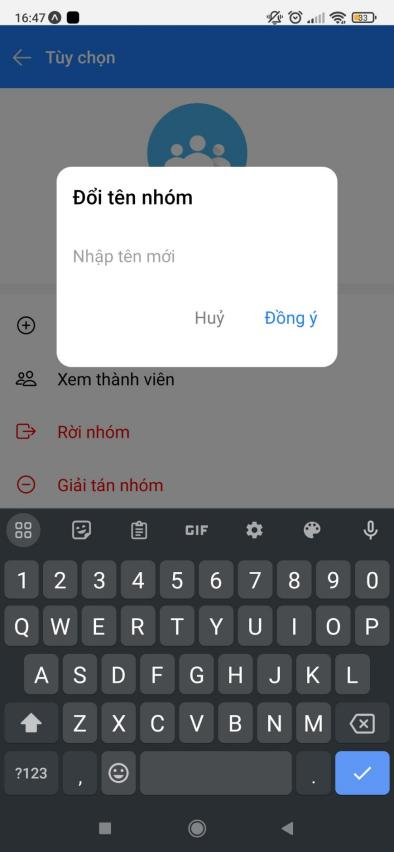 16:47
83
Tùy chọn
Đổi tên nhóm
Nhập tên mới
Huỷ
Đồng ý
Xem thành viên
Rời nhóm
Giải tán nhóm
GIF
1 2 3 4 5 6 7 8 9 0
Q W E R T Y U I O P
A S D F G H J K L
Z X C V B N M
?123 , .